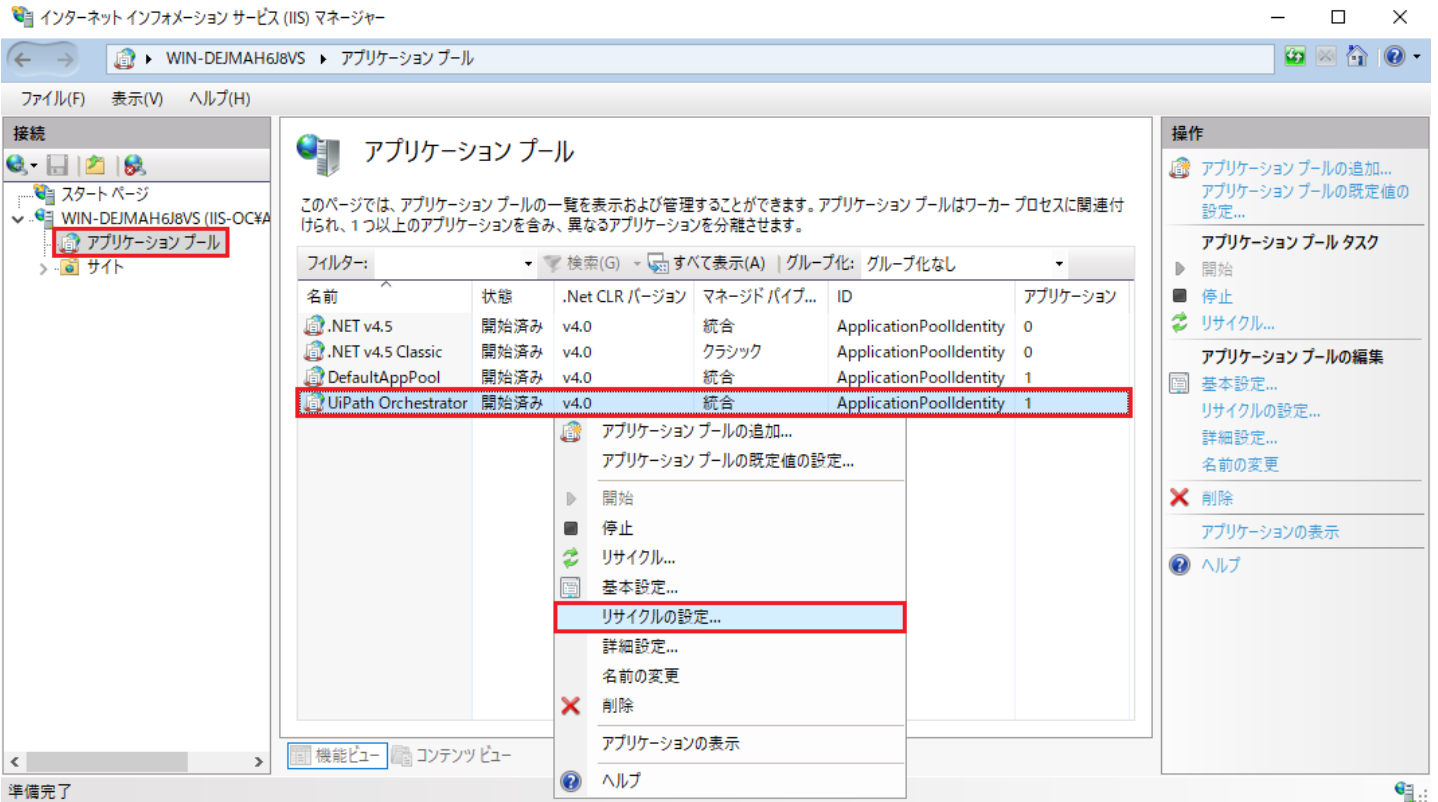 インターネット インフォメーション サービス (IIS) マネージャー
WIN-DEJMAH6J8VS アプリケーション プール
ファイル(F) 表示(V) ヘルプ(H)
接続
スタート ページ
WIN-DEJMAH6J8VS (IIS-OC¥A
アプリケーション プール
サイト
アプリケーション プール
このページでは、アプリケーション プールの一覧を表示および管理することができます。アプリケーション プールはワーカー プロセスに関連付
けられ、1 つ以上のアプリケーションを含み、異なるアプリケーションを分離させます。
フィルター: 検索(G) すべて表示(A) グループ化: グループ化なし
名前 状態 .Net CLR バージョン マネージド パイプ... ID アプリケーション
.NET v4.5 開始済み v4.0 統合 ApplicationPoolIdentity 0
.NET v4.5 Classic 開始済み v4.0 クラシック ApplicationPoolIdentity 0
DefaultAppPool 開始済み v4.0 統合 ApplicationPoolIdentity 1
UiPath Orchestrator 開始済み v4.0 統合 ApplicationPoolIdentity 1
アプリケーション プールの追加...
アプリケーション プールの既定値の設定...
開始
停止
リサイクル...
基本設定...
リサイクルの設定...
詳細設定...
名前の変更
削除
アプリケーションの表示
ヘルプ
機能ビュー コンテンツ ビュー
操作
アプリケーション プールの追加...
アプリケーション プールの既定値の
設定...
アプリケーション プール タスク
開始
停止
リサイクル...
アプリケーション プールの編集
基本設定...
リサイクルの設定...
詳細設定...
名前の変更
削除
アプリケーションの表示
ヘルプ
準備完了